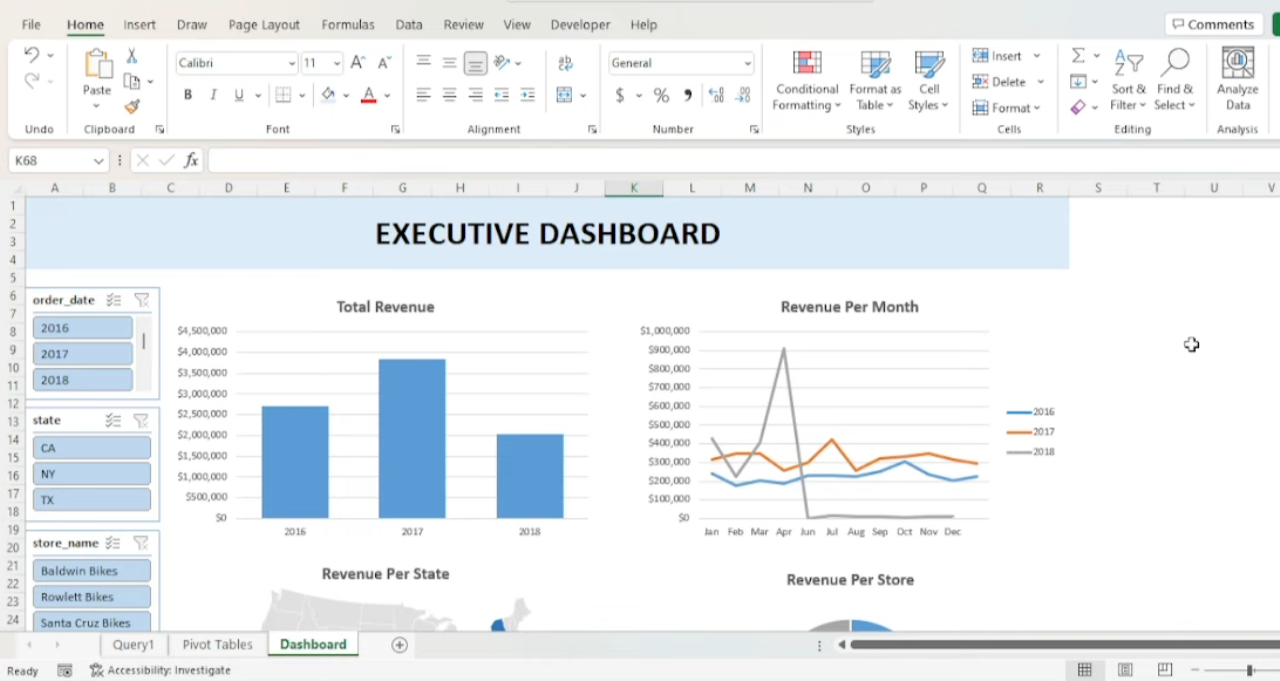 File Home Insert Draw Page Layout Formulas Data Review View Developer Help Comments
Calibri 11 General
Paste
B I U A $ % 9
Conditional Formatting
Format as Table
Cell Styles
Insert
Delete
Format
Sort & Filter
Find & Select
Analyze Data
Undo Clipboard Font Alignment Number Styles Cells Editing Analysis
K68 fx
A B C D E F G H I J K L M N O P Q R S T U V
1
2
3
4
5
6
7
8
9
10
11
12
13
14
15
16
17
18
19
20
21
22
23
24
EXECUTIVE DASHBOARD
order_date
2016
2017
2018
state
CA
NY
TX
store_name
Baldwin Bikes
Rowlett Bikes
Santa Cruz Bikes
Total Revenue
$4,500,000
$4,000,000
$3,500,000
$3,000,000
$2,500,000
$2,000,000
$1,500,000
$1,000,000
$500,000
$0
2016 2017 2018
Revenue Per Month
$1,000,000
$900,000
$800,000
$700,000
$600,000
$500,000
$400,000
$300,000
$200,000
$100,000
$0
Jan Feb Mar Apr Jun Jul Aug Sep Oct Nov Dec
2016
2017
2018
Revenue Per State
Revenue Per Store
Query1 Pivot Tables Dashboard
Ready Accessibility: Investigate